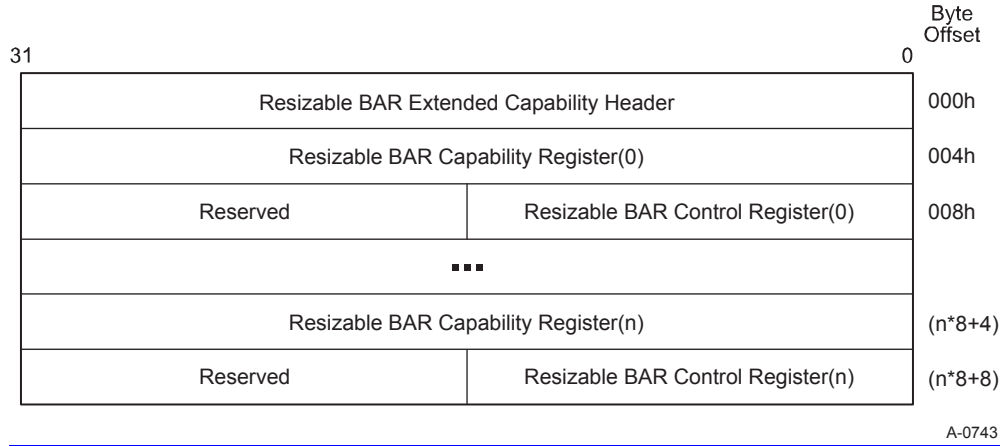 Byte
Offset
31 0
Resizable BAR Extended Capability Header 000h
Resizable BAR Capability Register(0) 004h
Reserved Resizable BAR Control Register(0) 008h
...
Resizable BAR Capability Register(n) (n*8+4)
Reserved Resizable BAR Control Register(n) (n*8+8)
A-0743